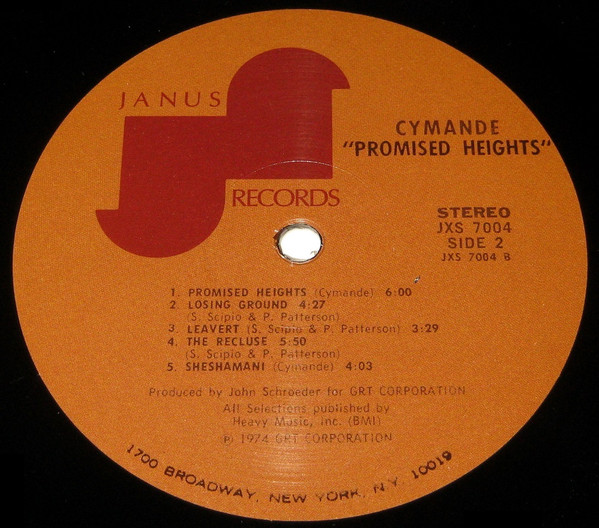 JANUS
RECORDS
CYMANDE
"PROMISED HEIGHTS"
STEREO
JXS 7004
SIDE 2
JXS 7004 B
1. PROMISED HEIGHTS (Cymande) 6:00
2. LOSING GROUND 4:27
(S. Scipio & P. Patterson)
3. LEAVERT (S. Scipio & P. Patterson) 3:29
4. THE RECLUSE 5:50
(S. Scipio & P. Patterson)
5. SHESHAMANI (Cymande) 4:03
Produced by John Schroeder for GRT CORPORATION
All Selections published by
Heavy Music, Inc. (BMI)
℗ 1974 GRT CORPORATION
1700 BROADWAY, NEW YORK, N.Y. 10019